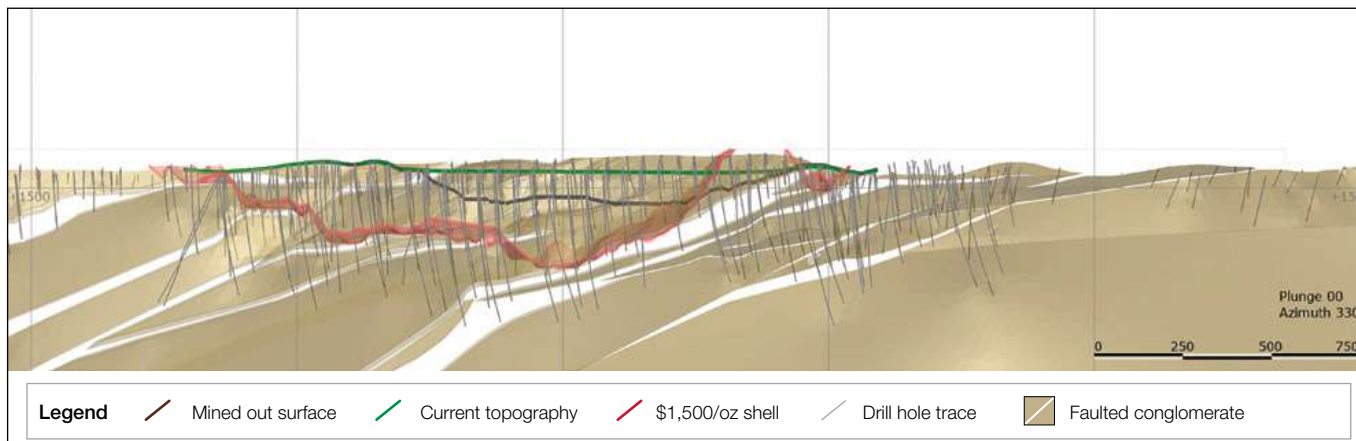 +1500
+15
Plunge 00
Azimuth 330
0 250 500 750
Legend Mined out surface Current topography $1,500/oz shell Drill hole trace Faulted conglomerate